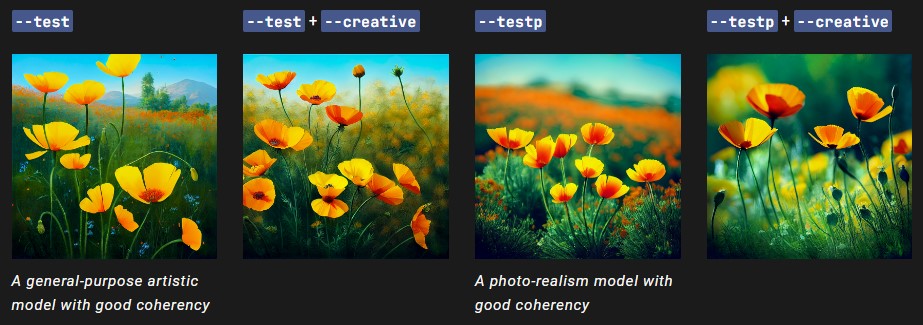 --test
--test + --creative
--testp
--testp + --creative
A general-purpose artistic
model with good coherency
A photo-realism model with
good coherency